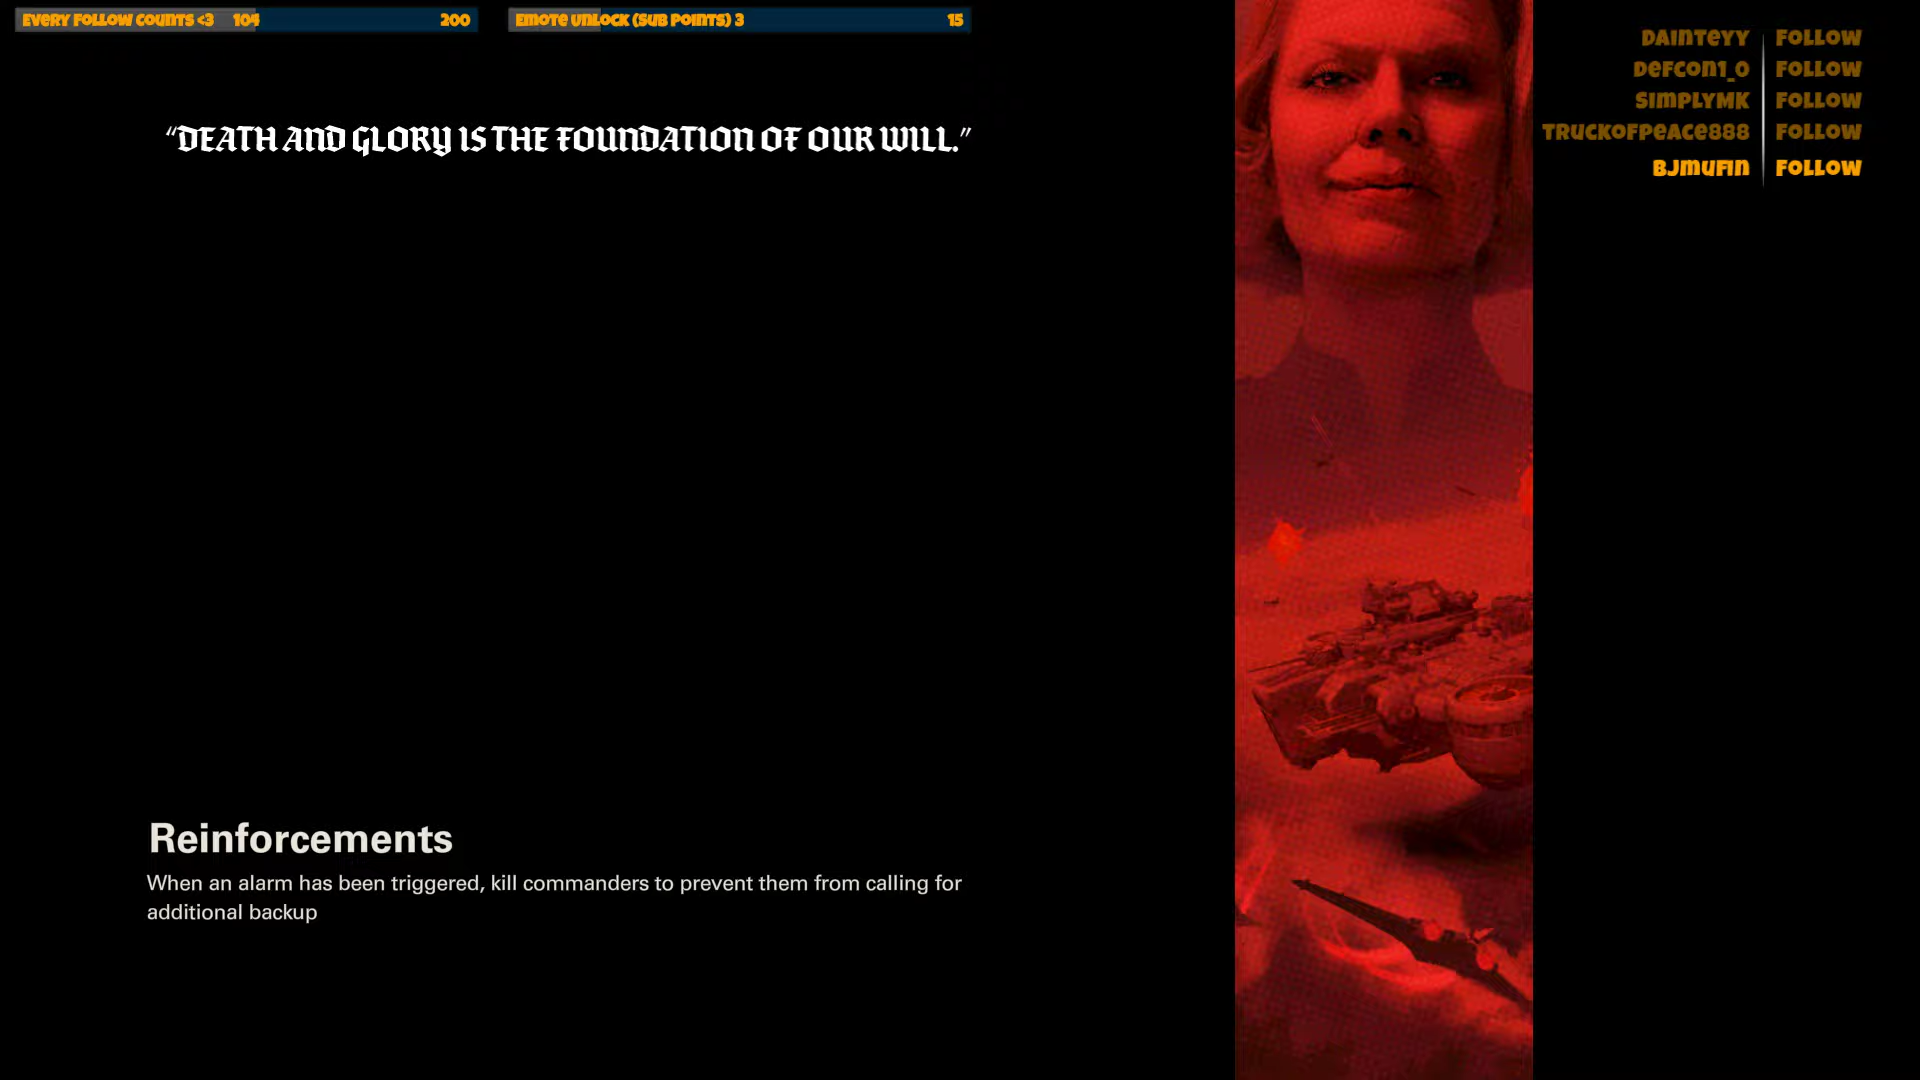 EVERY FOLLOW COUNTS <3 104 200
EMOTE UNLOCK (SUB POINTS) 3 15
DAINTEYY FOLLOW
DEFCON1_0 FOLLOW
SIMPLYMK FOLLOW
TRUCKOFPEACE888 FOLLOW
BJMUFIN FOLLOW
“DEATH AND GLORY IS THE FOUNDATION OF OUR WILL.”
Reinforcements
When an alarm has been triggered, kill commanders to prevent them from calling for
additional backup